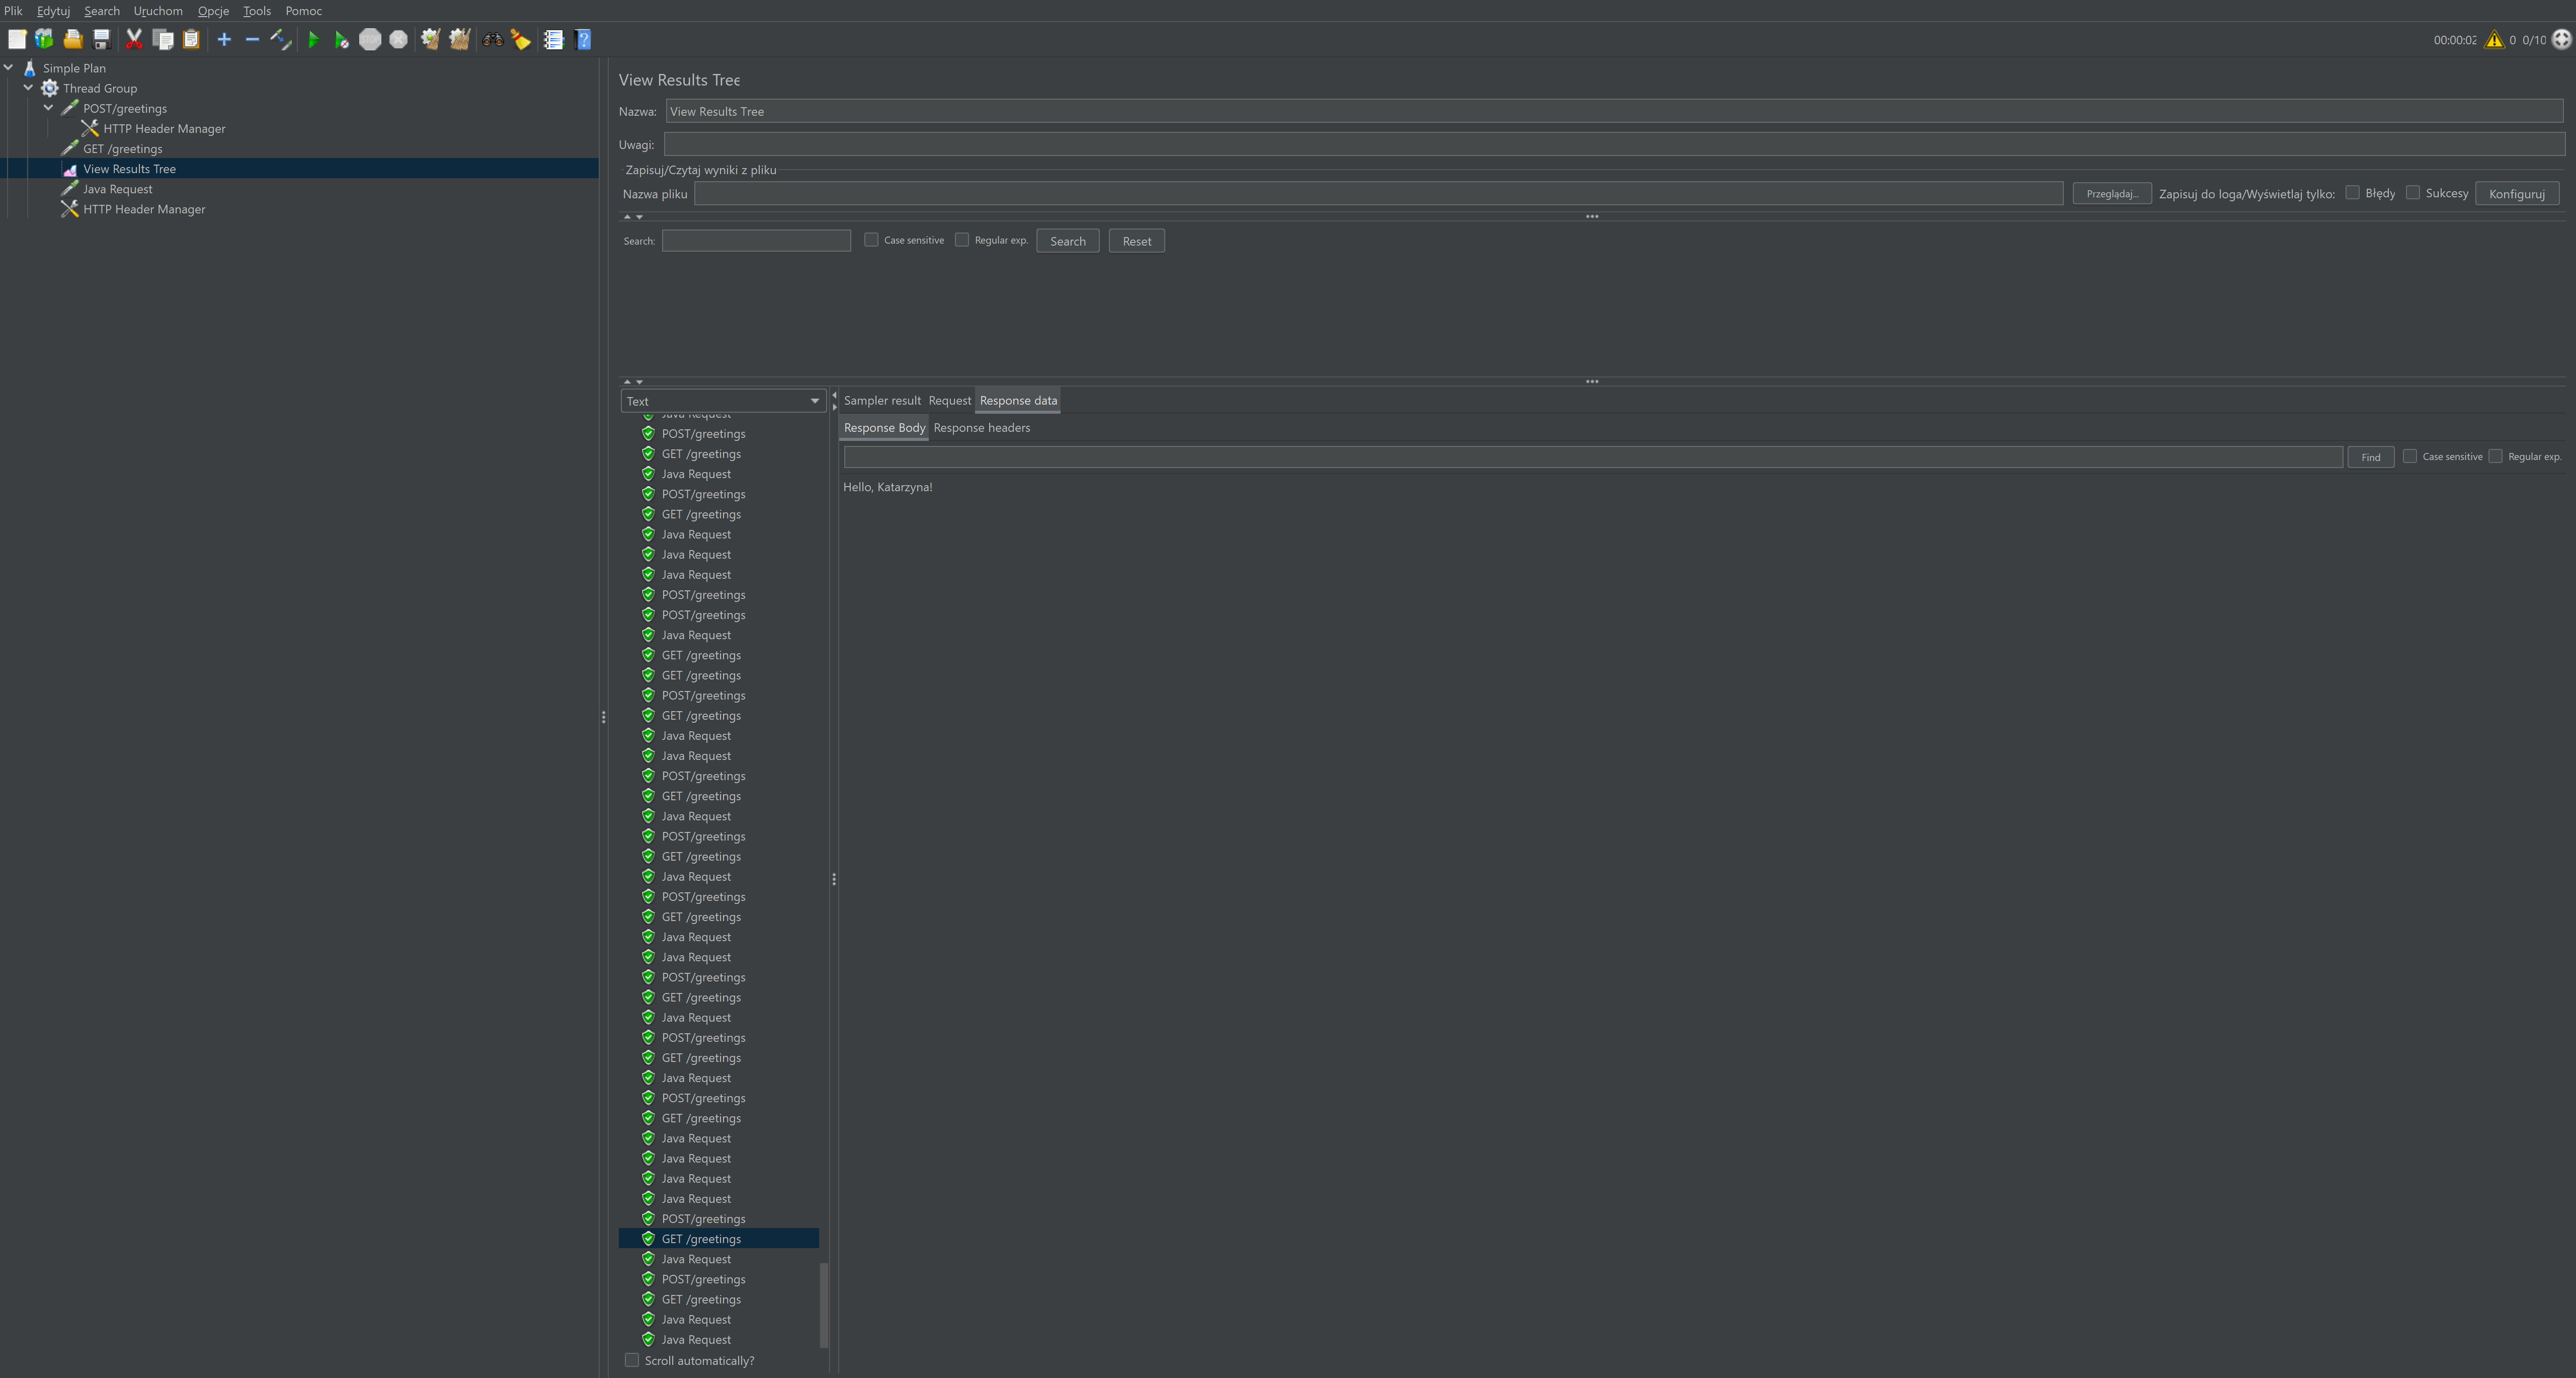 Plik Edytuj Search Uruchom Opcje Tools Pomoc
00:00:02 0 0/10
Simple Plan
Thread Group
POST/greetings
HTTP Header Manager
GET /greetings
View Results Tree
Java Request
HTTP Header Manager
View Results Tree
Nazwa: View Results Tree
Uwagi:
Zapisuj/Czytaj wyniki z pliku
Nazwa pliku Przeglądaj... Zapisuj do loga/Wyświetlaj tylko: Błędy Sukcesy Konfiguruj
Search: Case sensitive Regular exp. Search Reset
Text
Java Request
POST/greetings
GET /greetings
Java Request
POST/greetings
GET /greetings
Java Request
Java Request
Java Request
POST/greetings
POST/greetings
Java Request
GET /greetings
GET /greetings
POST/greetings
GET /greetings
Java Request
Java Request
POST/greetings
GET /greetings
Java Request
POST/greetings
GET /greetings
Java Request
POST/greetings
GET /greetings
Java Request
Java Request
POST/greetings
GET /greetings
Java Request
POST/greetings
GET /greetings
Java Request
POST/greetings
GET /greetings
Java Request
Java Request
Java Request
Java Request
POST/greetings
GET /greetings
Java Request
POST/greetings
GET /greetings
Java Request
Java Request
Scroll automatically?
Sampler result Request Response data
Response Body Response headers
Find Case sensitive Regular exp.
Hello, Katarzyna!